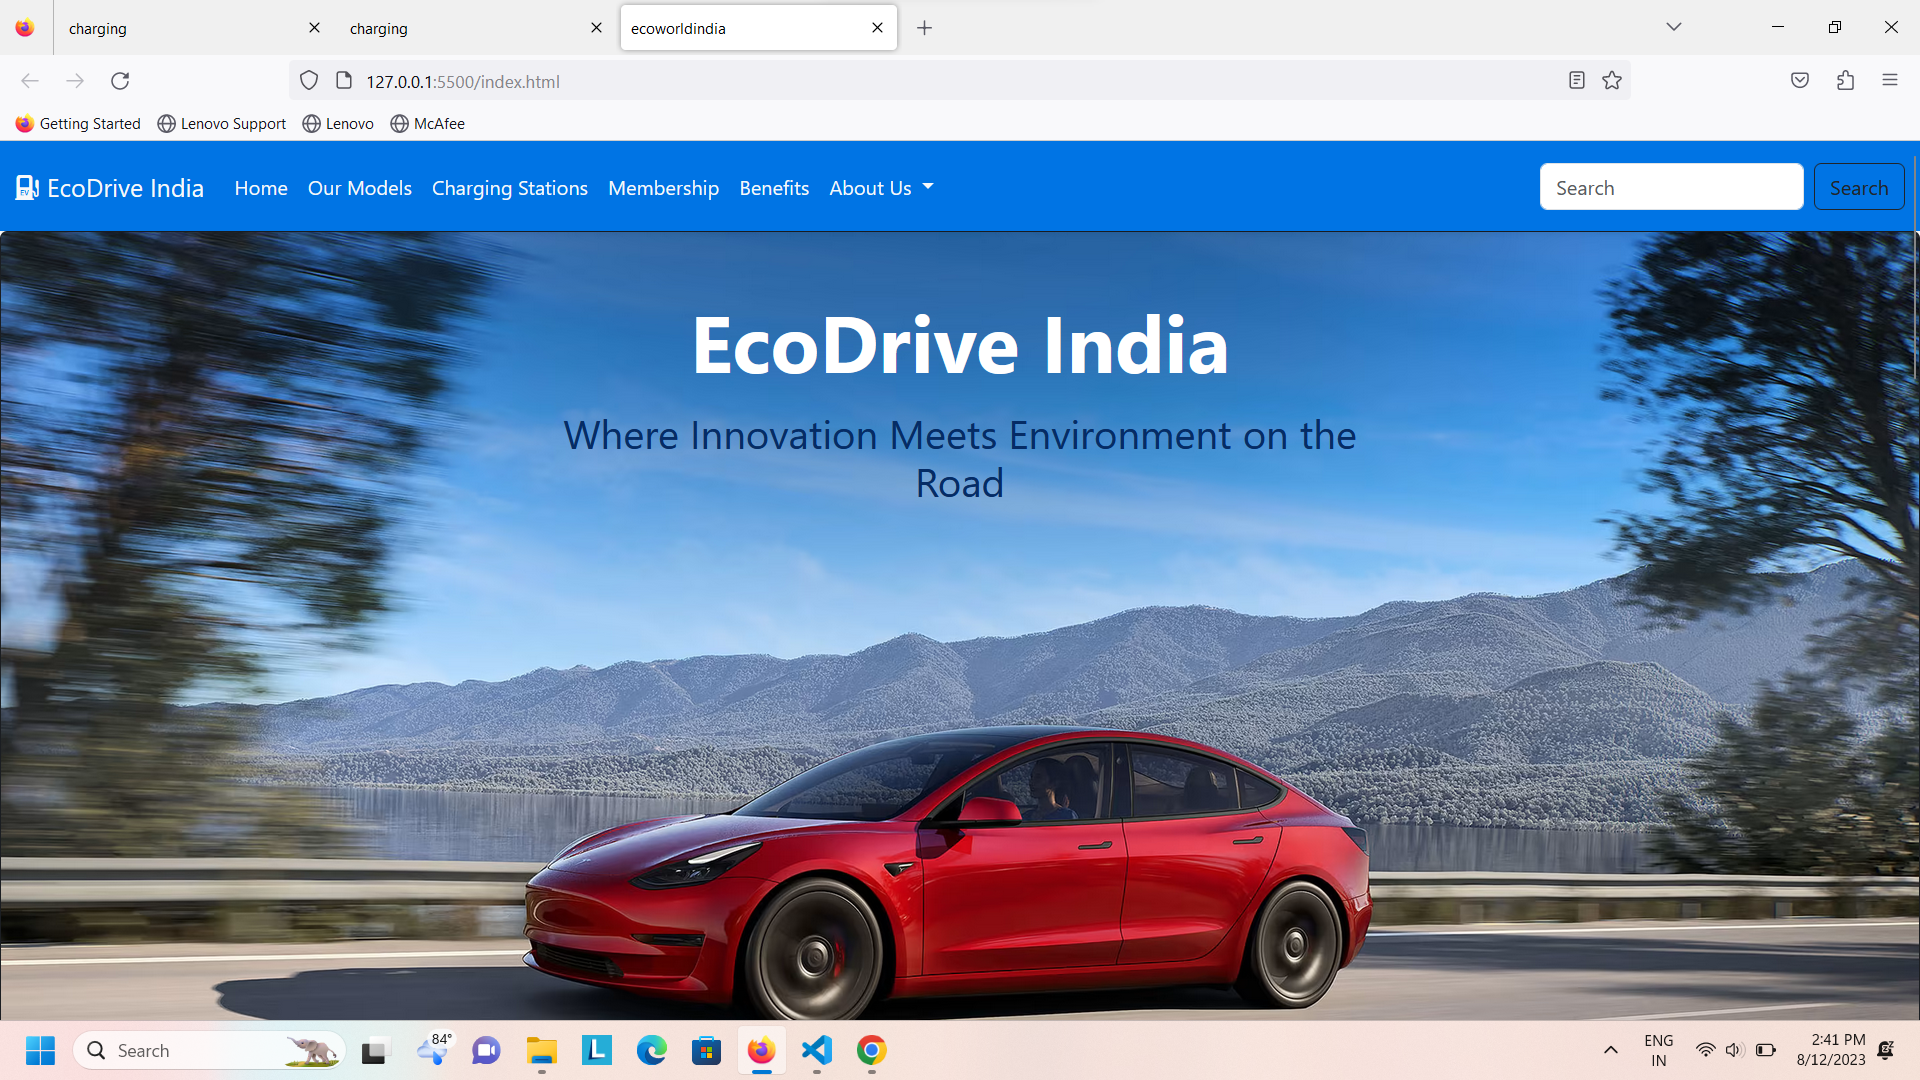 charging
charging
ecoworldindia
127.0.0.1:5500/index.html
Getting Started
Lenovo Support
Lenovo
McAfee
EV
EcoDrive India
Home
Our Models
Charging Stations
Membership
Benefits
About Us
Search
Search
EcoDrive India
Where Innovation Meets Environment on the
Road
Search
84°
L
ENG
IN
2:41 PM
8/12/2023